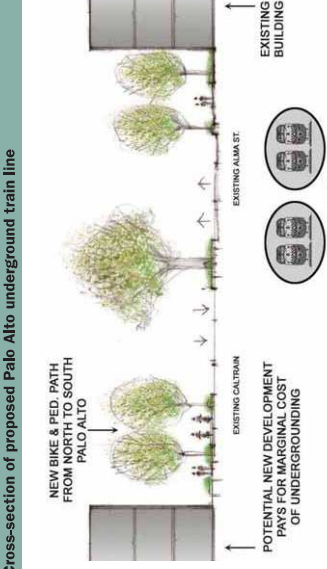 Cross-section of proposed Palo Alto underground train line
NEW BIKE & PED. PATH
FROM NORTH TO SOUTH
PALO ALTO
EXISTING
BUILDING
EXISTING CALTRAIN
EXISTING ALMA ST.
POTENTIAL NEW DEVELOPMENT
PAYS FOR MARGINAL COST
OF UNDERGROUNDING